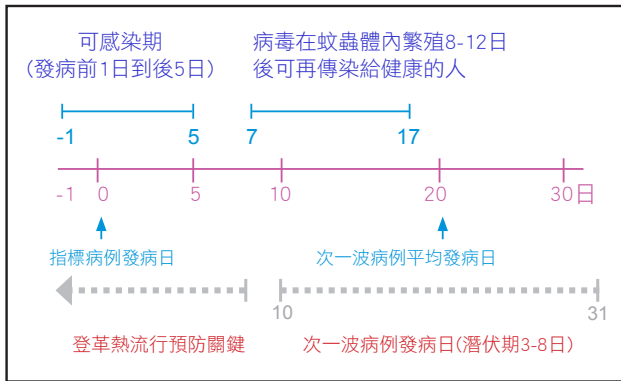 可感染期
(發病前1日到後5日)
病毒在蚊蟲體內繁殖8-12日
後可再傳染給健康的人
-1 5 7 17
-1 0 5 10 20 30日
指標病例發病日
次一波病例平均發病日
10 31
登革熱流行預防關鍵
次一波病例發病日(潛伏期3-8日)